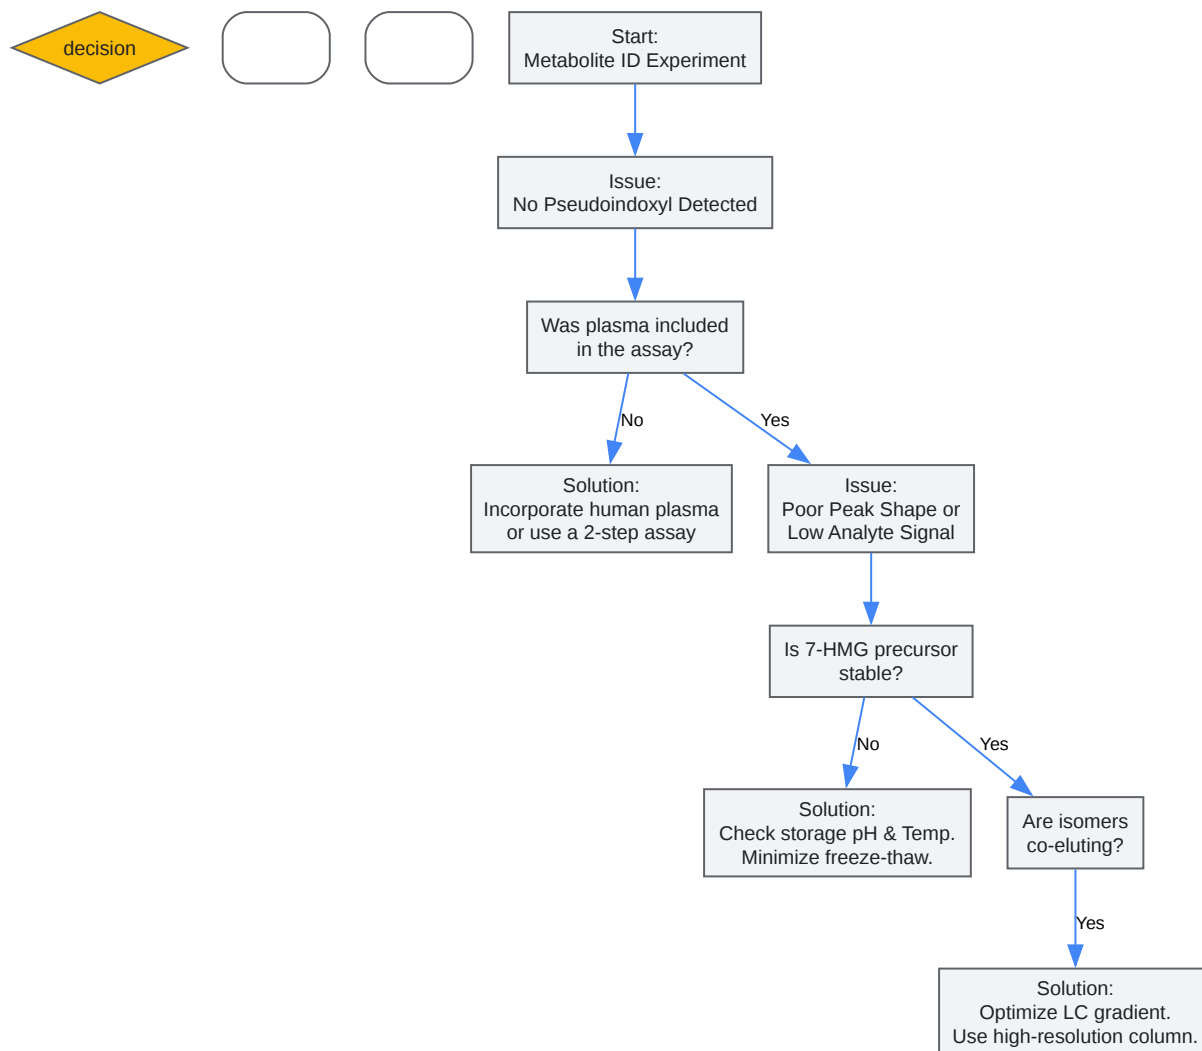 decision
Start:
Metabolite ID Experiment
Issue:
No Pseudoindoxyl Detected
Was plasma included
in the assay?
No
Yes
Solution:
Incorporate human plasma
or use a 2-step assay
Issue:
Poor Peak Shape or
Low Analyte Signal
Is 7-HMG precursor
stable?
No
Yes
Solution:
Check storage pH & Temp.
Minimize freeze-thaw.
Are isomers
co-eluting?
Yes
Solution:
Optimize LC gradient.
Use high-resolution column.